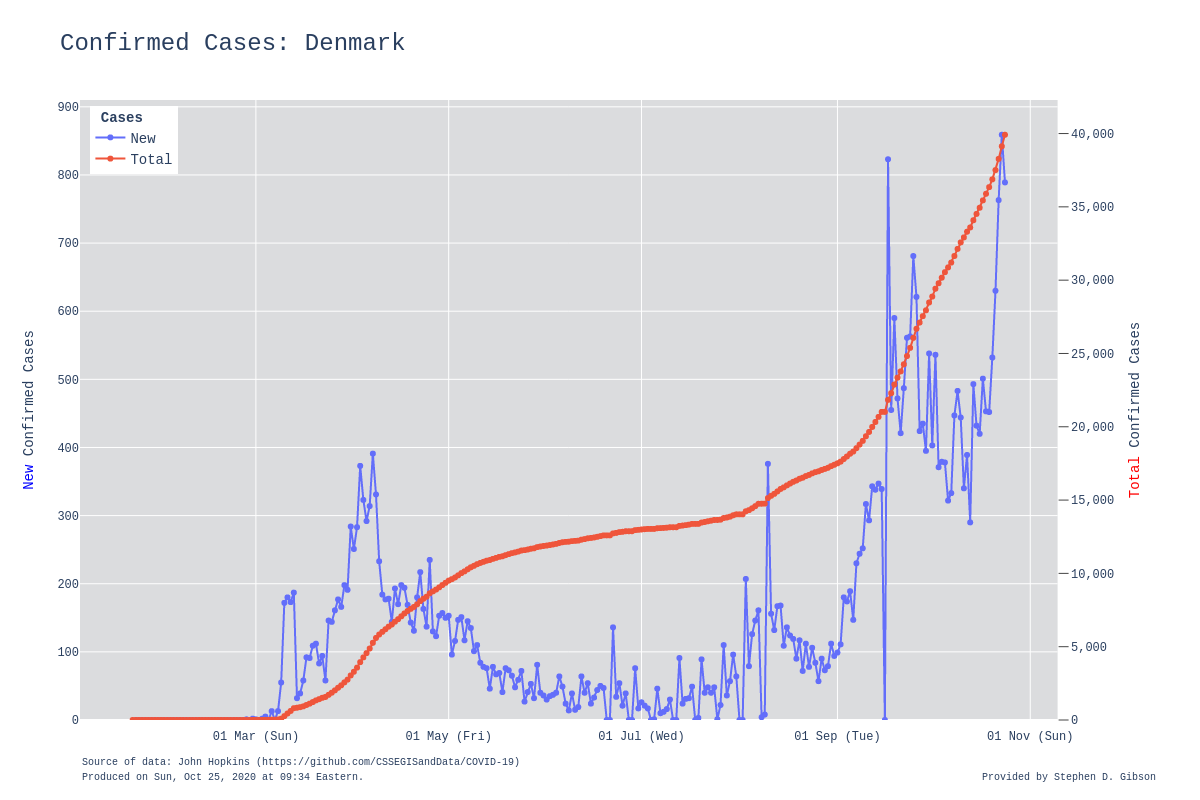 Confirmed Cases: Denmark
Cases
New
Total
900
800
700
600
500
400
300
200
100
0
New Confirmed Cases
40,000
35,000
30,000
25,000
20,000
15,000
10,000
5,000
0
Total Confirmed Cases
01 Mar (Sun)
01 May (Fri)
01 Jul (Wed)
01 Sep (Tue)
01 Nov (Sun)
Source of data: John Hopkins (https://github.com/CSSEGISandData/COVID-19)
Produced on Sun, Oct 25, 2020 at 09:34 Eastern.
Provided by Stephen D. Gibson